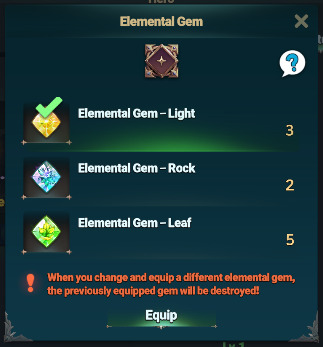 Elemental Gem
?
Elemental Gem – Light
3
Elemental Gem – Rock
2
Elemental Gem – Leaf
5
When you change and equip a different elemental gem,
the previously equipped gem will be destroyed!
Equip